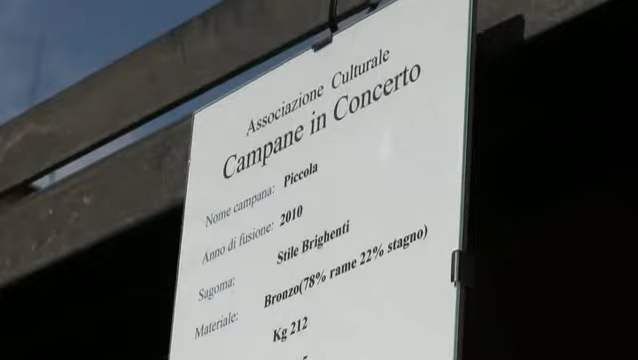 Associazione Culturale
Campane in Concerto
Nome campana: Piccola
Anno di fusione: 2010
Sagoma: Stile Brighenti
Materiale: Bronzo(78% rame 22% stagno)
Kg 212